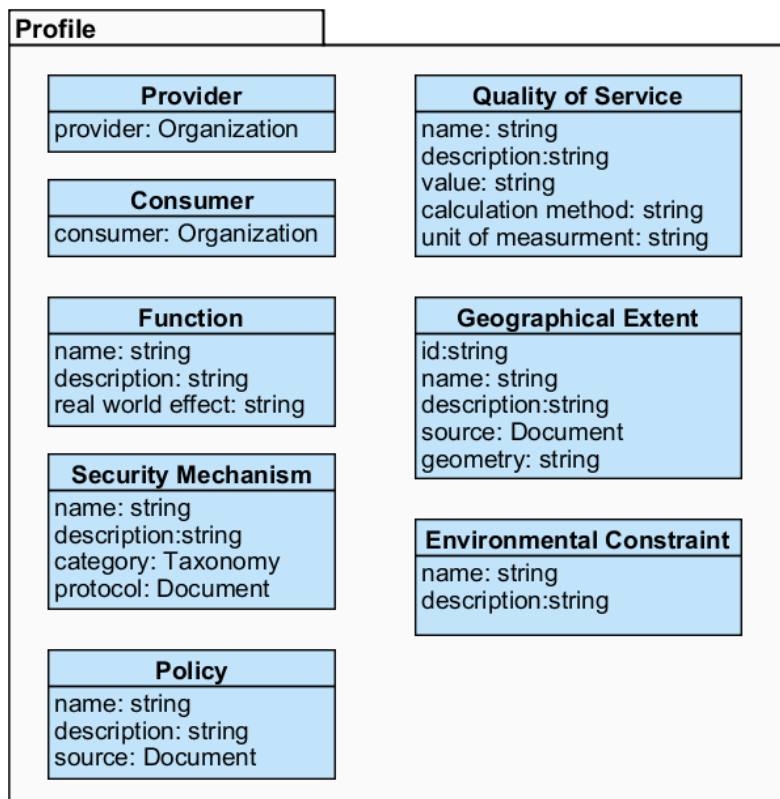 Profile
Provider
provider: Organization
Consumer
consumer: Organization
Function
name: string
description: string
real world effect: string
Security Mechanism
name: string
description:string
category: Taxonomy
protocol: Document
Policy
name: string
description: string
source: Document
Quality of Service
name: string
description:string
value: string
calculation method: string
unit of measurment: string
Geographical Extent
id:string
name: string
description:string
source: Document
geometry: string
Environmental Constraint
name: string
description:string